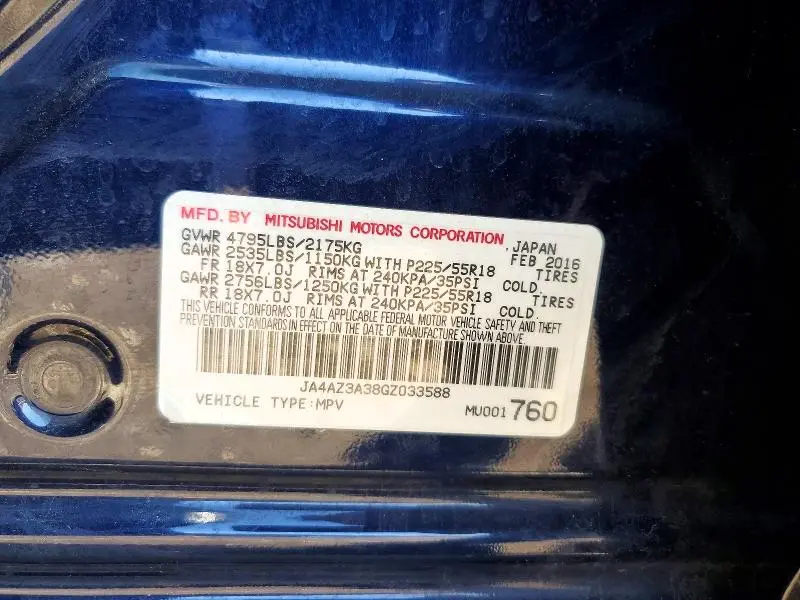 MFD. BY MITSUBISHI MOTORS CORPORATION, JAPAN
GVWR 4795LBS/2175KG FEB 2016
GAWR 2535LBS/1150KG WITH P225/55R18 TIRES
FR 18X7.0J RIMS AT 240KPA/35PSI COLD.
GAWR 2756LBS/1250KG WITH P225/55R18 TIRES
RR 18X7.0J RIMS AT 240KPA/35PSI COLD.
THIS VEHICLE CONFORMS TO ALL APPLICABLE FEDERAL MOTOR VEHICLE SAFETY AND THEFT
PREVENTION STANDARDS IN EFFECT ON THE DATE OF MANUFACTURE SHOWN ABOVE.
JA4AZ3A38GZ033588
VEHICLE TYPE:MPV MU001 760